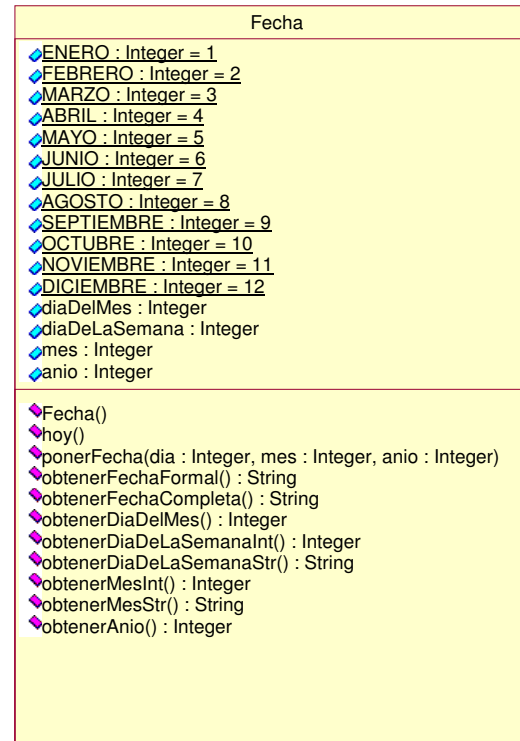 Fecha
ENERO : Integer = 1
FEBRERO : Integer = 2
MARZO : Integer = 3
ABRIL : Integer = 4
MAYO : Integer = 5
JUNIO : Integer = 6
JULIO : Integer = 7
AGOSTO : Integer = 8
SEPTIEMBRE : Integer = 9
OCTUBRE : Integer = 10
NOVIEMBRE : Integer = 11
DICIEMBRE : Integer = 12
diaDelMes : Integer
diaDeLaSemana : Integer
mes : Integer
anio : Integer
Fecha()
hoy()
ponerFecha(dia : Integer, mes : Integer, anio : Integer)
obtenerFechaFormal() : String
obtenerFechaCompleta() : String
obtenerDiaDelMes() : Integer
obtenerDiaDeLaSemanaInt() : Integer
obtenerDiaDeLaSemanaStr() : String
obtenerMesInt() : Integer
obtenerMesStr() : String
obtenerAnio() : Integer